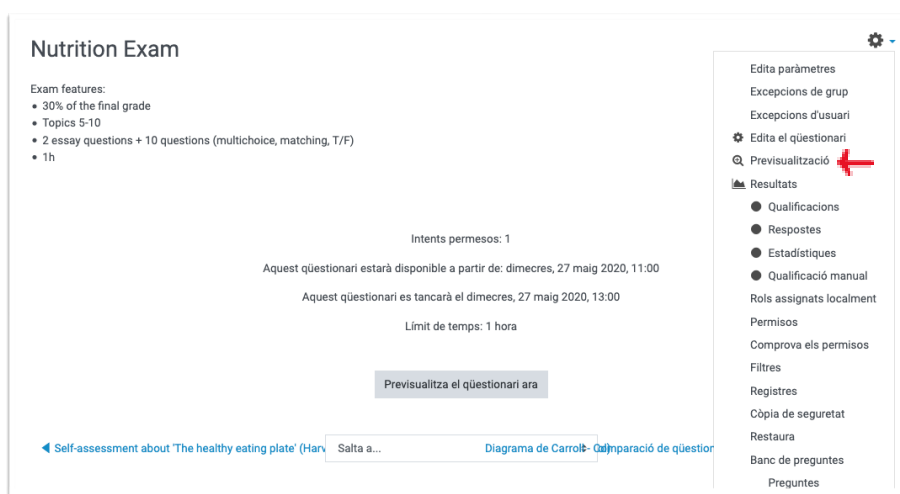 Nutrition Exam
Exam features:
• 30% of the final grade
• Topics 5-10
• 2 essay questions + 10 questions (multichoice, matching, T/F)
• 1h
Intents permesos: 1
Aquest qüestionari estarà disponible a partir de: dimecres, 27 maig 2020, 11:00
Aquest qüestionari es tancarà el dimecres, 27 maig 2020, 13:00
Límit de temps: 1 hora
Previsualitza el qüestionari ara
◀ Self-assessment about 'The healthy eating plate' (Harv
Salta a...
Diagrama de Carroll - comparació de qüestion
Edita paràmetres
Excepcions de grup
Excepcions d'usuari
Edita el qüestionari
Previsualització
Resultats
Qualificacions
Respostes
Estadístiques
Qualificació manual
Rols assignats localment
Permisos
Comprova els permisos
Filtres
Registres
Còpia de seguretat
Restaura
Banc de preguntes
Preguntes